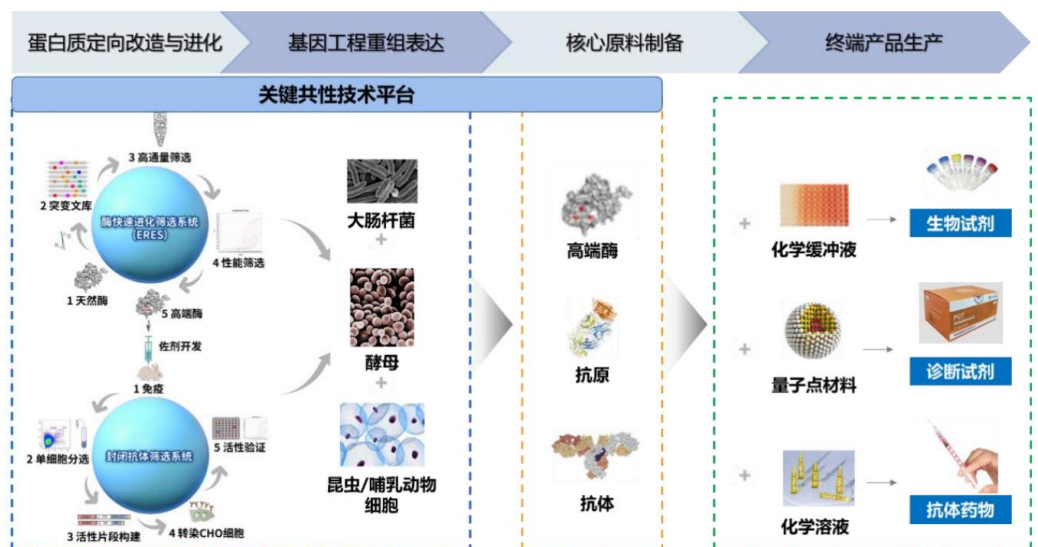 蛋白质定向改造与进化
基因工程重组表达
核心原料制备
终端产品生产
关键共性技术平台
3 高通量筛选
2 突变文库
酶快速进化筛选系统
（ERES）
4 性能筛选
1 天然酶
5 高端酶
佐剂开发
1 免疫
2 单细胞分选
封闭抗体筛选系统
5 活性验证
3 活性片段构建
4 转染CHO细胞
大肠杆菌
+
酵母
+
昆虫/哺乳动物
细胞
高端酶
抗原
抗体
+
化学缓冲液
生物试剂
+
量子点材料
PCT
诊断试剂
+
化学溶液
抗体药物